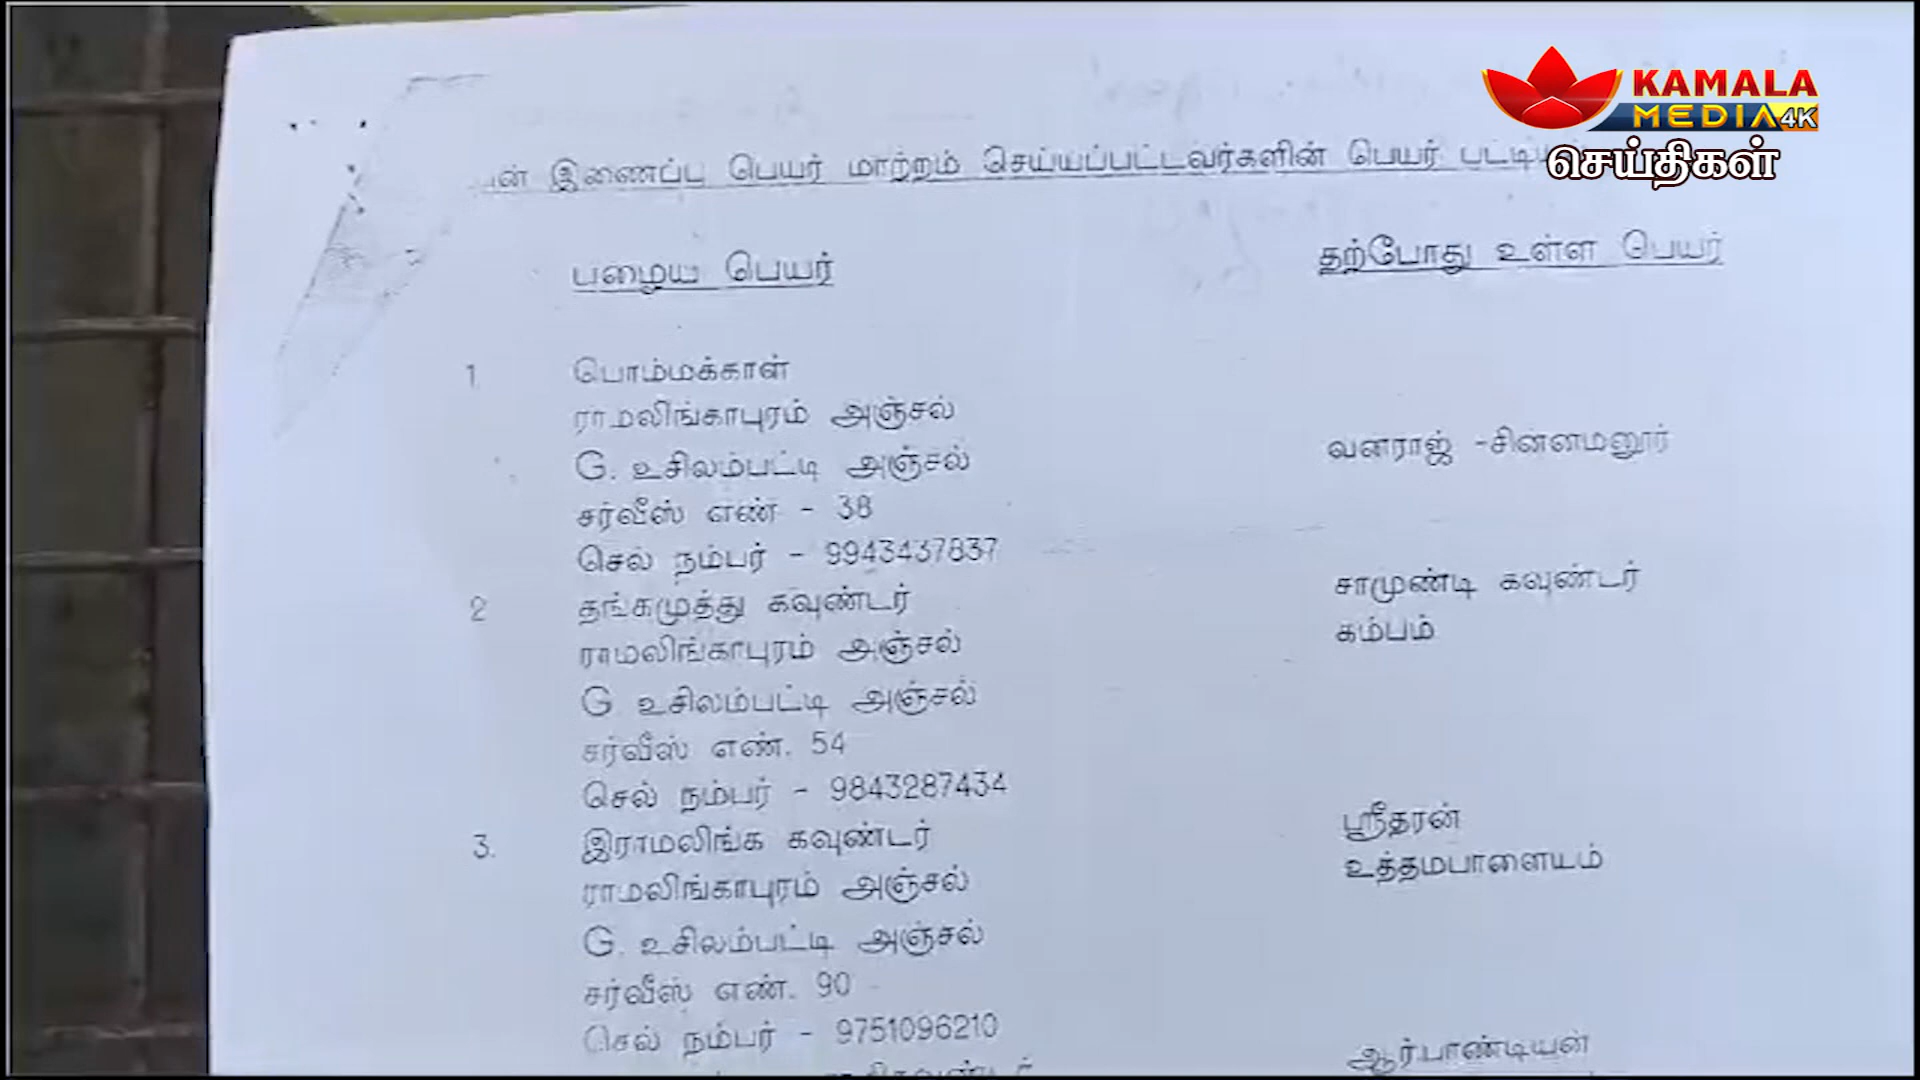 KAMALA
MEDIA 4K
செய்திகள்
இணைப்பு பெயர் மாற்றம் செய்யப்பட்டவர்களின் பெயர்
பழைய பெயர்
தற்போது உள்ள பெயர்
1 பொம்மக்காள்
ராமலிங்காபுரம் அஞ்சல்
G. உசிலம்பட்டி அஞ்சல்
வனராஜ் -சின்னமனூர்
சர்வீஸ் எண் - 38
செல் நம்பர் - 9943437837
2 தங்கமுத்து கவுண்டர்
சாமுண்டி கவுண்டர்
ராமலிங்காபுரம் அஞ்சல்
கம்பம்
G உசிலம்பட்டி அஞ்சல்
சர்வீஸ் எண். 54
செல் நம்பர் - 9843287434
3. இராமலிங்க கவுண்டர்
ஸ்ரீதரன்
ராமலிங்காபுரம் அஞ்சல்
உத்தமபாளையம்
G. உசிலம்பட்டி அஞ்சல்
சர்வீஸ் எண். 90
செல் நம்பர் - 9751096210
ஆர்.பாண்டியன்